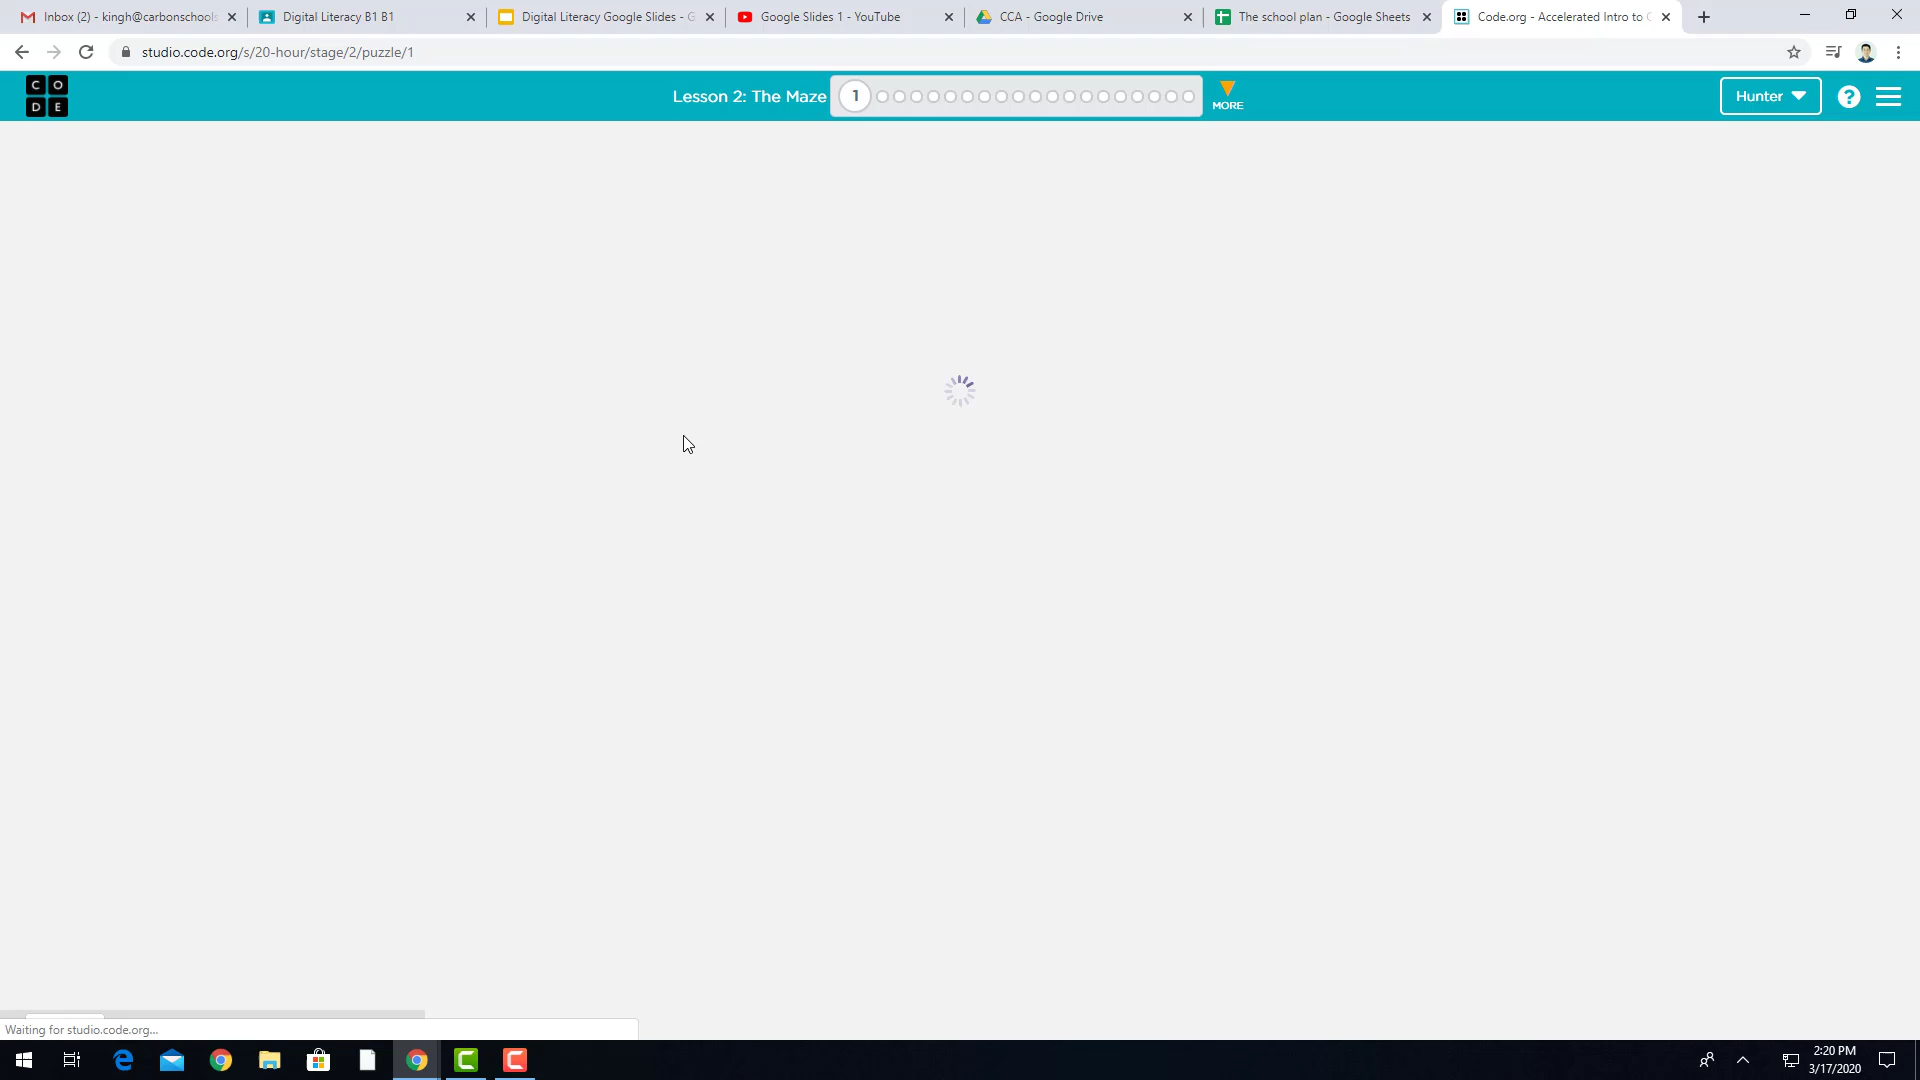 Inbox (2) - kingh@carbonschools
Digital Literacy B1 B1
Digital Literacy Google Slides - G
Google Slides 1 - YouTube
CCA - Google Drive
The school plan - Google Sheets
Code.org - Accelerated Intro to C
studio.code.org/s/20-hour/stage/2/puzzle/1
C O
D E
Lesson 2: The Maze
1
MORE
Hunter
?
Waiting for studio.code.org...
2:20 PM
3/17/2020